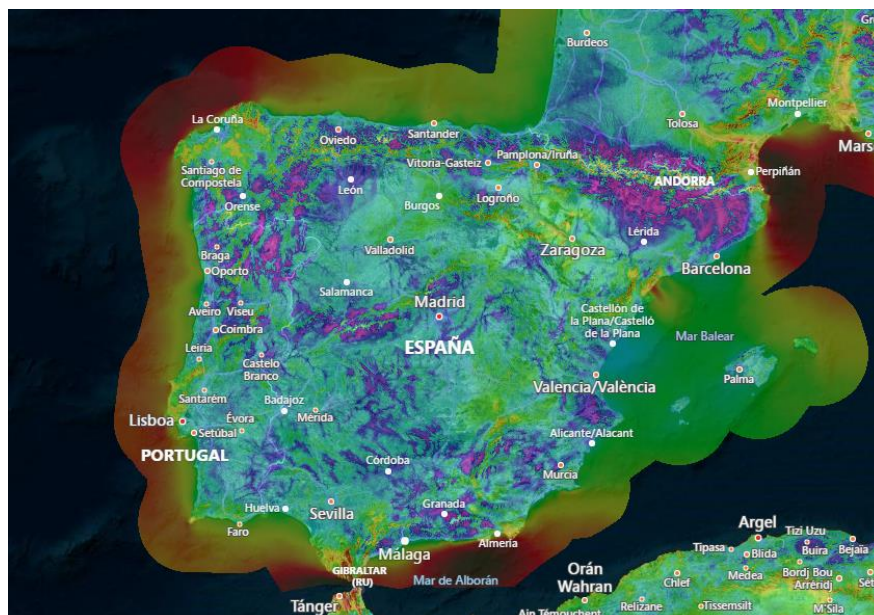 Gre
Burdeos
Montpellier
La Coruña
Oviedo
Santander
Tolosa
Mars
Vitoria-Gasteiz
Pamplona/Iruña
Santiago de
Compostela
León
Logroño
ANDORRA
Perpiñán
Orense
Burgos
Braga
Valladolid
Zaragoza
Lérida
Oporto
Barcelona
Salamanca
Madrid
Aveiro
Viseu
Castellón de
la Plana/Castelló
de la Plana
Coimbra
ESPAÑA
Mar Balear
Leiria
Castelo
Branco
Palma
Santarém
Badajoz
Valencia/València
Lisboa
Évora
Mérida
Setúbal
Alicante/Alacant
PORTUGAL
Córdoba
Murcia
Huelva
Sevilla
Granada
Faro
Málaga
Almería
Argel
Tizi Uzu
GIBRALTAR
(RU)
Mar de Alborán
Orán
Wahran
Tipasa
Blida
Buira
Bejaïa
Chlef
Medea
Bordj Bou
Arréridj
Sét
Tánger
Aïn Témouchent
Relizane
Tissemsilt
M'Sila